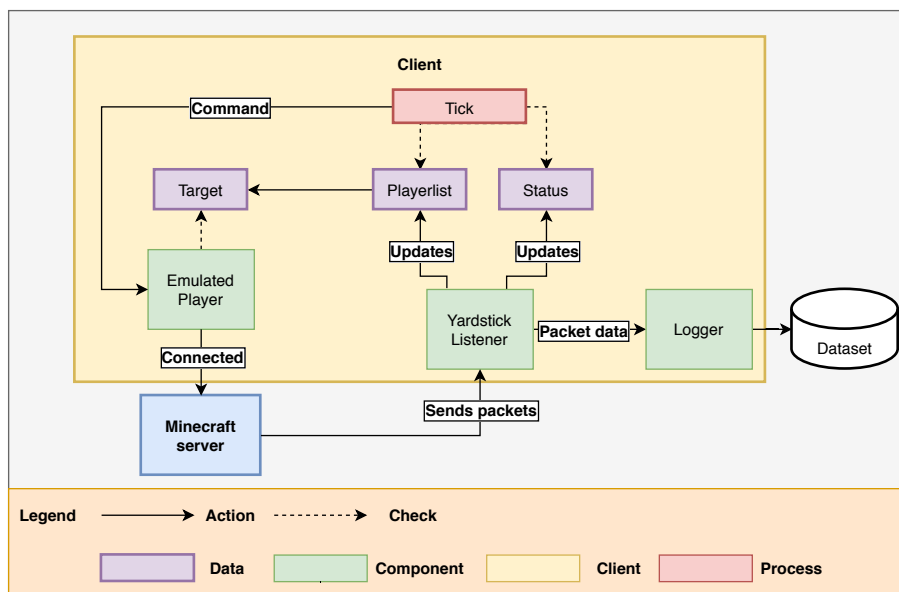 Client
Command
Tick
Target
Playerlist
Status
Updates
Updates
Emulated
Player
Yardstick
Listener
Packet data
Logger
Dataset
Connected
Sends packets
Minecraft
server
Legend
Action
Check
Data
Component
Client
Process